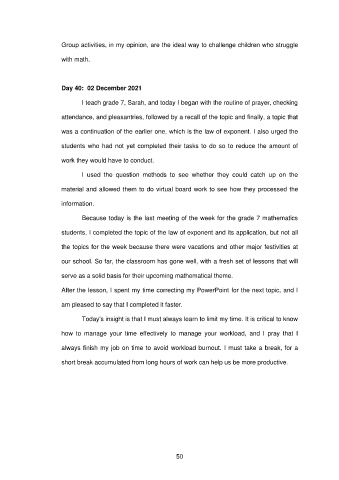 Group activities, in my opinion, are the ideal way to challenge children who struggle
with math.
Day 40: 02 December 2021
I teach grade 7, Sarah, and today I began with the routine of prayer, checking
attendance, and pleasantries, followed by a recall of the topic and finally, a topic that
was a continuation of the earlier one, which is the law of exponent. I also urged the
students who had not yet completed their tasks to do so to reduce the amount of
work they would have to conduct.
I used the question methods to see whether they could catch up on the
material and allowed them to do virtual board work to see how they processed the
information.
Because today is the last meeting of the week for the grade 7 mathematics
students, I completed the topic of the law of exponent and its application, but not all
the topics for the week because there were vacations and other major festivities at
our school. So far, the classroom has gone well, with a fresh set of lessons that will
serve as a solid basis for their upcoming mathematical theme.
After the lesson, I spent my time correcting my PowerPoint for the next topic, and I
am pleased to say that I completed it faster.
Today's insight is that I must always learn to limit my time. It is critical to know
how to manage your time effectively to manage your workload, and I pray that I
always finish my job on time to avoid workload burnout. I must take a break, for a
short break accumulated from long hours of work can help us be more productive.
50